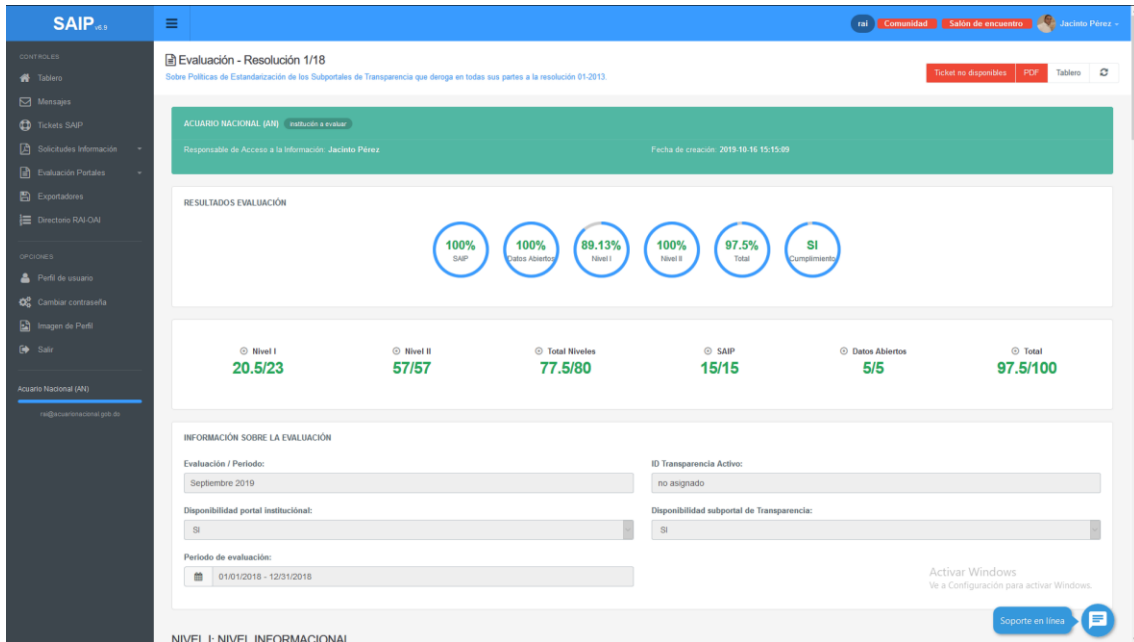 SAIP v6.9
rai Comunidad Salón de encuentro Jacinto Pérez
CONTROLES
Tablero
Mensajes
Tickets SAIP
Solicitudes Información
Evaluación Portales
Exportadores
Directorio RAI-OAI
OPCIONES
Perfil de usuario
Cambiar contraseña
Imagen de Perfil
Salir
Acuario Nacional (AN)
rai@acuarionacional.gob.do
Evaluación - Resolución 1/18
Sobre Políticas de Estandarización de los Subportales de Transparencia que deroga en todas sus partes a la resolución 01-2013.
Ticket no disponibles PDF Tablero
ACUARIO NACIONAL (AN) institución a evaluar
Responsable de Acceso a la Información: Jacinto Pérez Fecha de creación: 2019-10-16 15:15:09
RESULTADOS EVALUACIÓN
100% 100% 89.13% 100% 97.5% SI
SAIP Datos Abiertos Nivel I Nivel II Total Cumplimiento
Nivel I Nivel II Total Niveles SAIP Datos Abiertos Total
20.5/23 57/57 77.5/80 15/15 5/5 97.5/100
INFORMACIÓN SOBRE LA EVALUACIÓN
Evaluación / Periodo: ID Transparencia Activo:
Septiembre 2019 no asignado
Disponibilidad portal institucional: Disponibilidad subportal de Transparencia:
SI SI
Periodo de evaluación:
01/01/2018 - 12/31/2018
Activar Windows
Ve a Configuración para activar Windows.
Soporte en línea
NIVEL I: NIVEL INFORMACIONAL